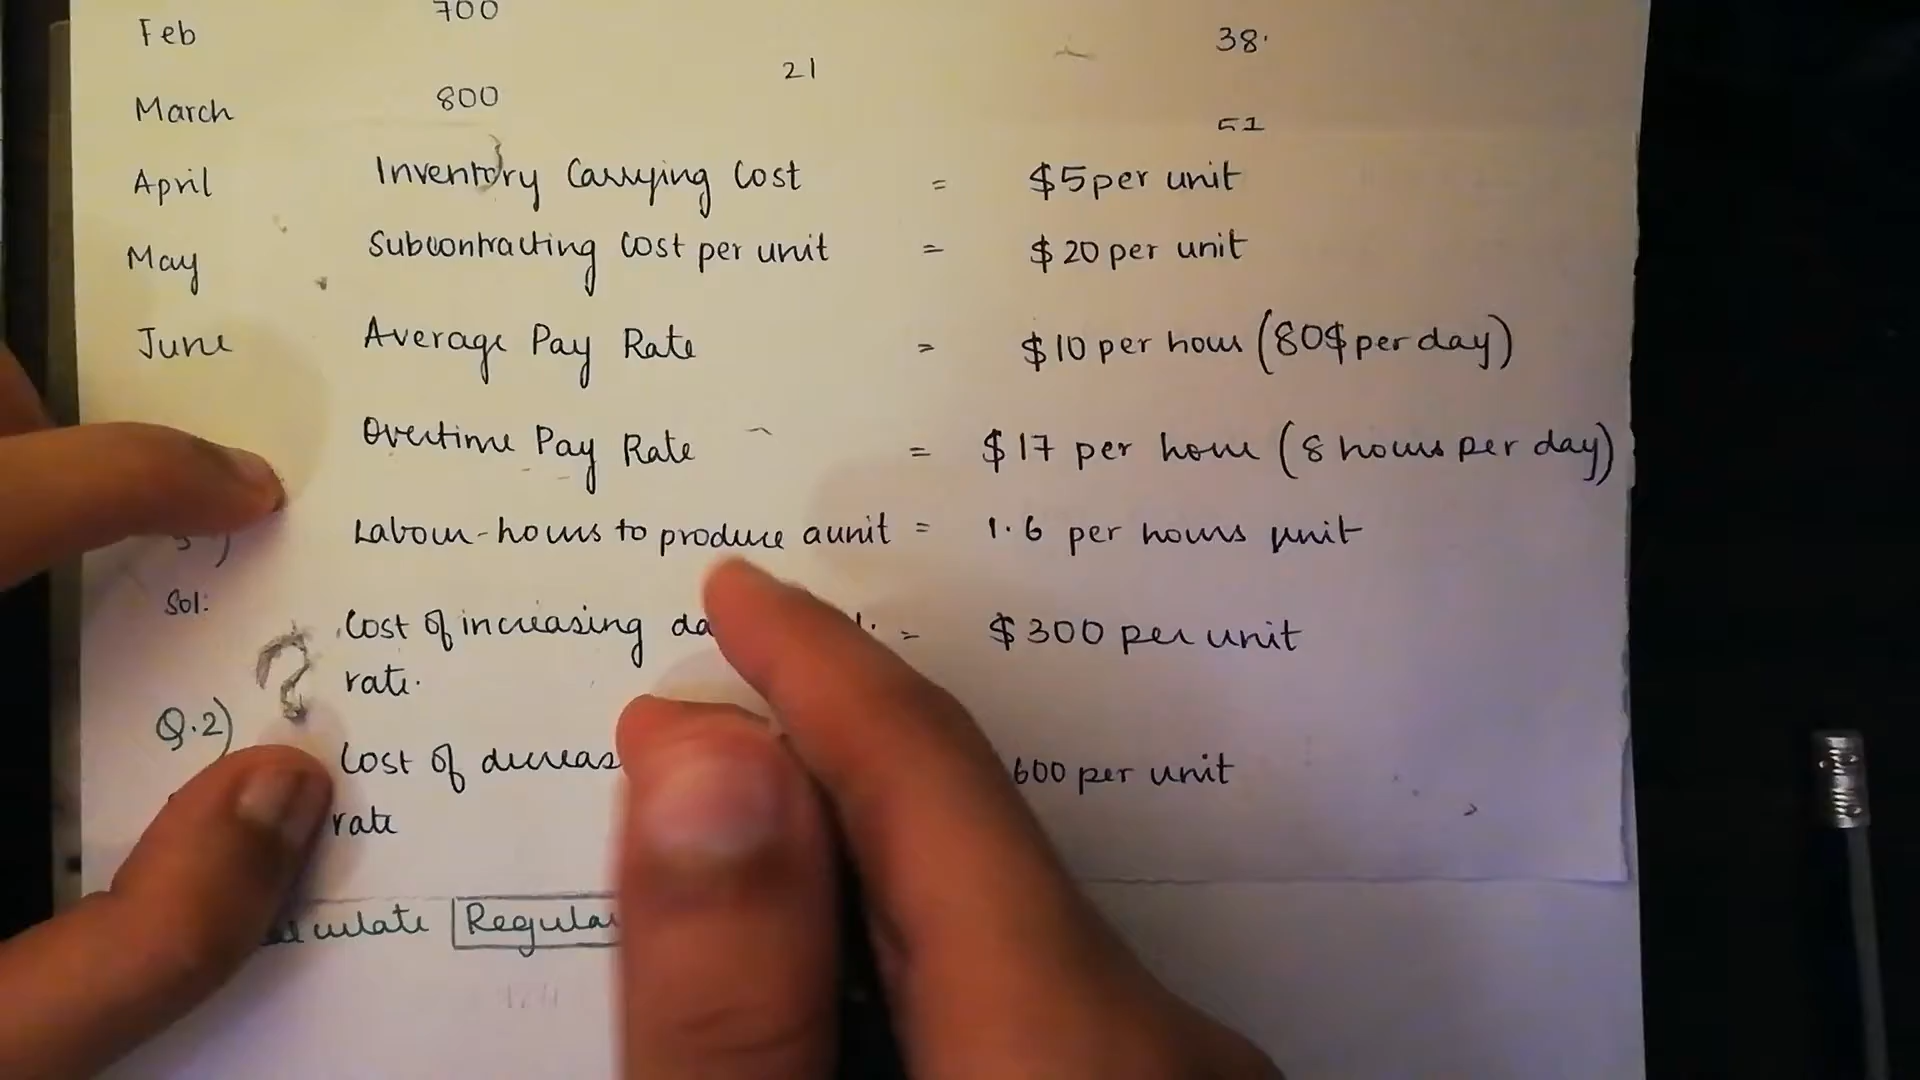 Feb 700 38.
21
March 800
51
April Inventory Carrying Cost = $5 per unit
May Subcontracting Cost per unit = $20 per unit
June Average Pay Rate = $10 per hour (80$ per day)
Overtime Pay Rate = $17 per hour (8 hours per day)
Labour-hours to produce a unit = 1.6 per hours unit
Sol:
Cost of increasing = $300 per unit
rate.
Q.2)
Cost of 600 per unit
rate